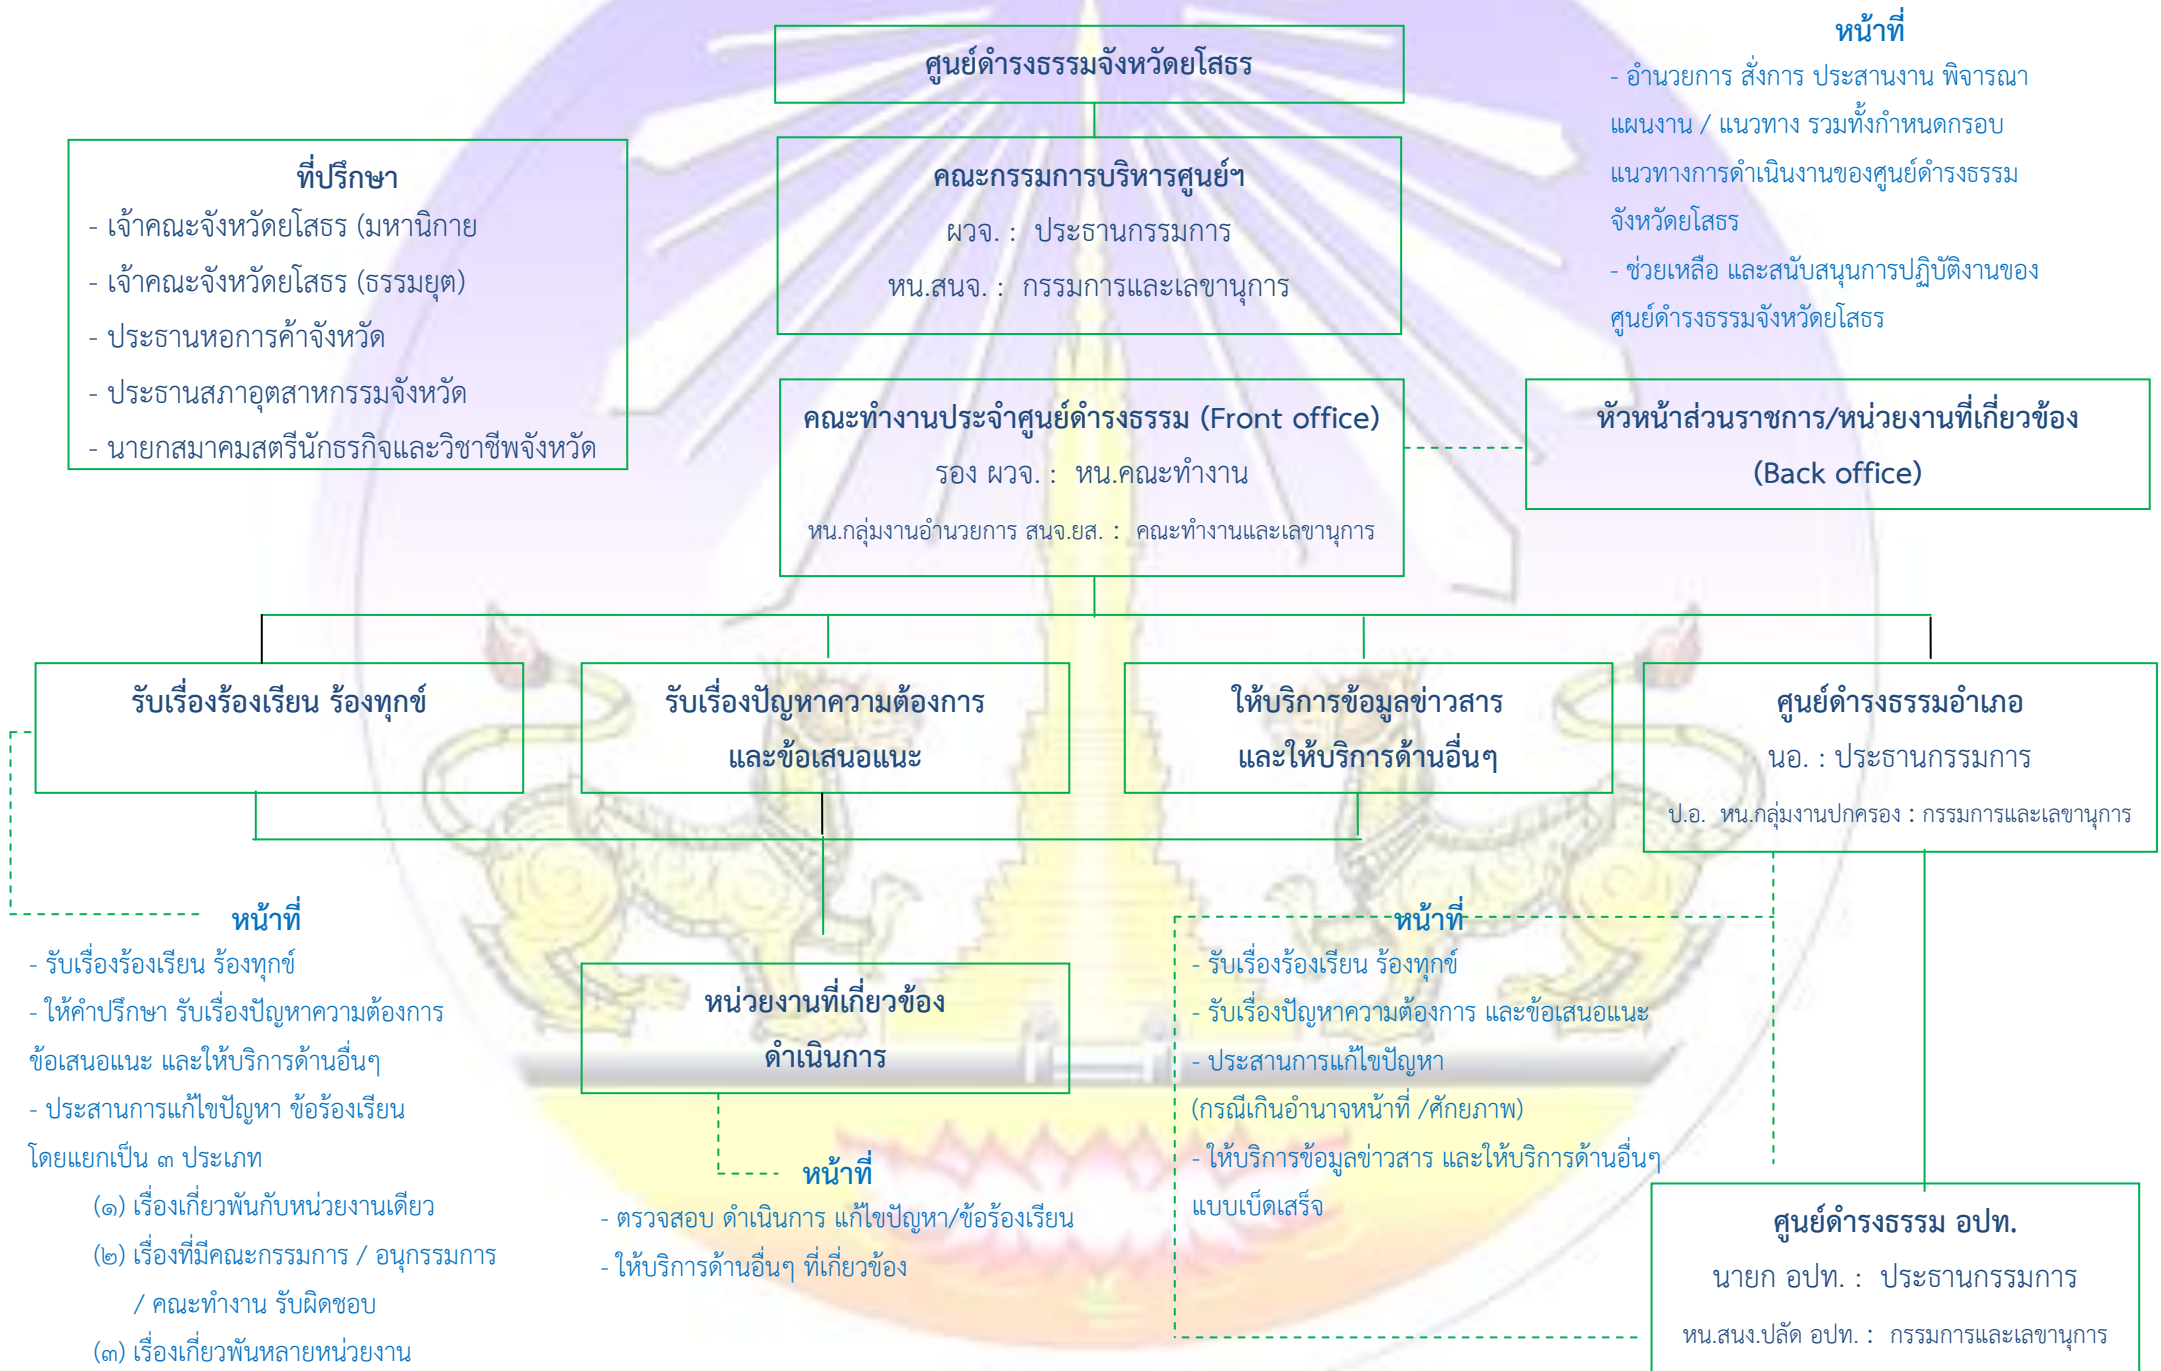 ศูนย์ดำรงธรรมจังหวัดยโสธร
หน้าที่
- อำนวยการ สั่งการ ประสานงาน พิจารณา
แผนงาน / แนวทาง รวมทั้งกำหนดกรอบ
แนวทางการดำเนินงานของศูนย์ดำรงธรรม
จังหวัดยโสธร
- ช่วยเหลือ และสนับสนุนการปฏิบัติงานของ
ศูนย์ดำรงธรรมจังหวัดยโสธร
ที่ปรึกษา
- เจ้าคณะจังหวัดยโสธร (มหานิกาย
- เจ้าคณะจังหวัดยโสธร (ธรรมยุต)
- ประธานหอการค้าจังหวัด
- ประธานสภาอุตสาหกรรมจังหวัด
- นายกสมาคมสตรีนักธรกิจและวิชาชีพจังหวัด
คณะกรรมการบริหารศูนย์ฯ
ผวจ. : ประธานกรรมการ
หน.สนจ. : กรรมการและเลขานุการ
คณะทำงานประจำศูนย์ดำรงธรรม (Front office)
รอง ผวจ. : หน.คณะทำงาน
หน.กลุ่มงานอำนวยการ สนจ.ยส. : คณะทำงานและเลขานุการ
หัวหน้าส่วนราชการ/หน่วยงานที่เกี่ยวข้อง
(Back office)
รับเรื่องร้องเรียน ร้องทุกข์
รับเรื่องปัญหาความต้องการ
และข้อเสนอแนะ
ให้บริการข้อมูลข่าวสาร
และให้บริการด้านอื่นๆ
ศูนย์ดำรงธรรมอำเภอ
นอ. : ประธานกรรมการ
ป.อ. หน.กลุ่มงานปกครอง : กรรมการและเลขานุการ
หน้าที่
- รับเรื่องร้องเรียน ร้องทุกข์
- ให้คำปรึกษา รับเรื่องปัญหาความต้องการ
ข้อเสนอแนะ และให้บริการด้านอื่นๆ
- ประสานการแก้ไขปัญหา ข้อร้องเรียน
โดยแยกเป็น ๓ ประเภท
(๑) เรื่องเกี่ยวพันกับหน่วยงานเดียว
(๒) เรื่องที่มีคณะกรรมการ / อนุกรรมการ
/ คณะทำงาน รับผิดชอบ
(๓) เรื่องเกี่ยวพันหลายหน่วยงาน
หน่วยงานที่เกี่ยวข้อง
ดำเนินการ
หน้าที่
- ตรวจสอบ ดำเนินการ แก้ไขปัญหา/ข้อร้องเรียน
- ให้บริการด้านอื่นๆ ที่เกี่ยวข้อง
หน้าที่
- รับเรื่องร้องเรียน ร้องทุกข์
- รับเรื่องปัญหาความต้องการ และข้อเสนอแนะ
- ประสานการแก้ไขปัญหา
(กรณีเกินอำนาจหน้าที่ /ศักยภาพ)
- ให้บริการข้อมูลข่าวสาร และให้บริการด้านอื่นๆ
แบบเบ็ดเสร็จ
ศูนย์ดำรงธรรม อปท.
นายก อปท. : ประธานกรรมการ
หน.สนง.ปลัด อปท. : กรรมการและเลขานุการ